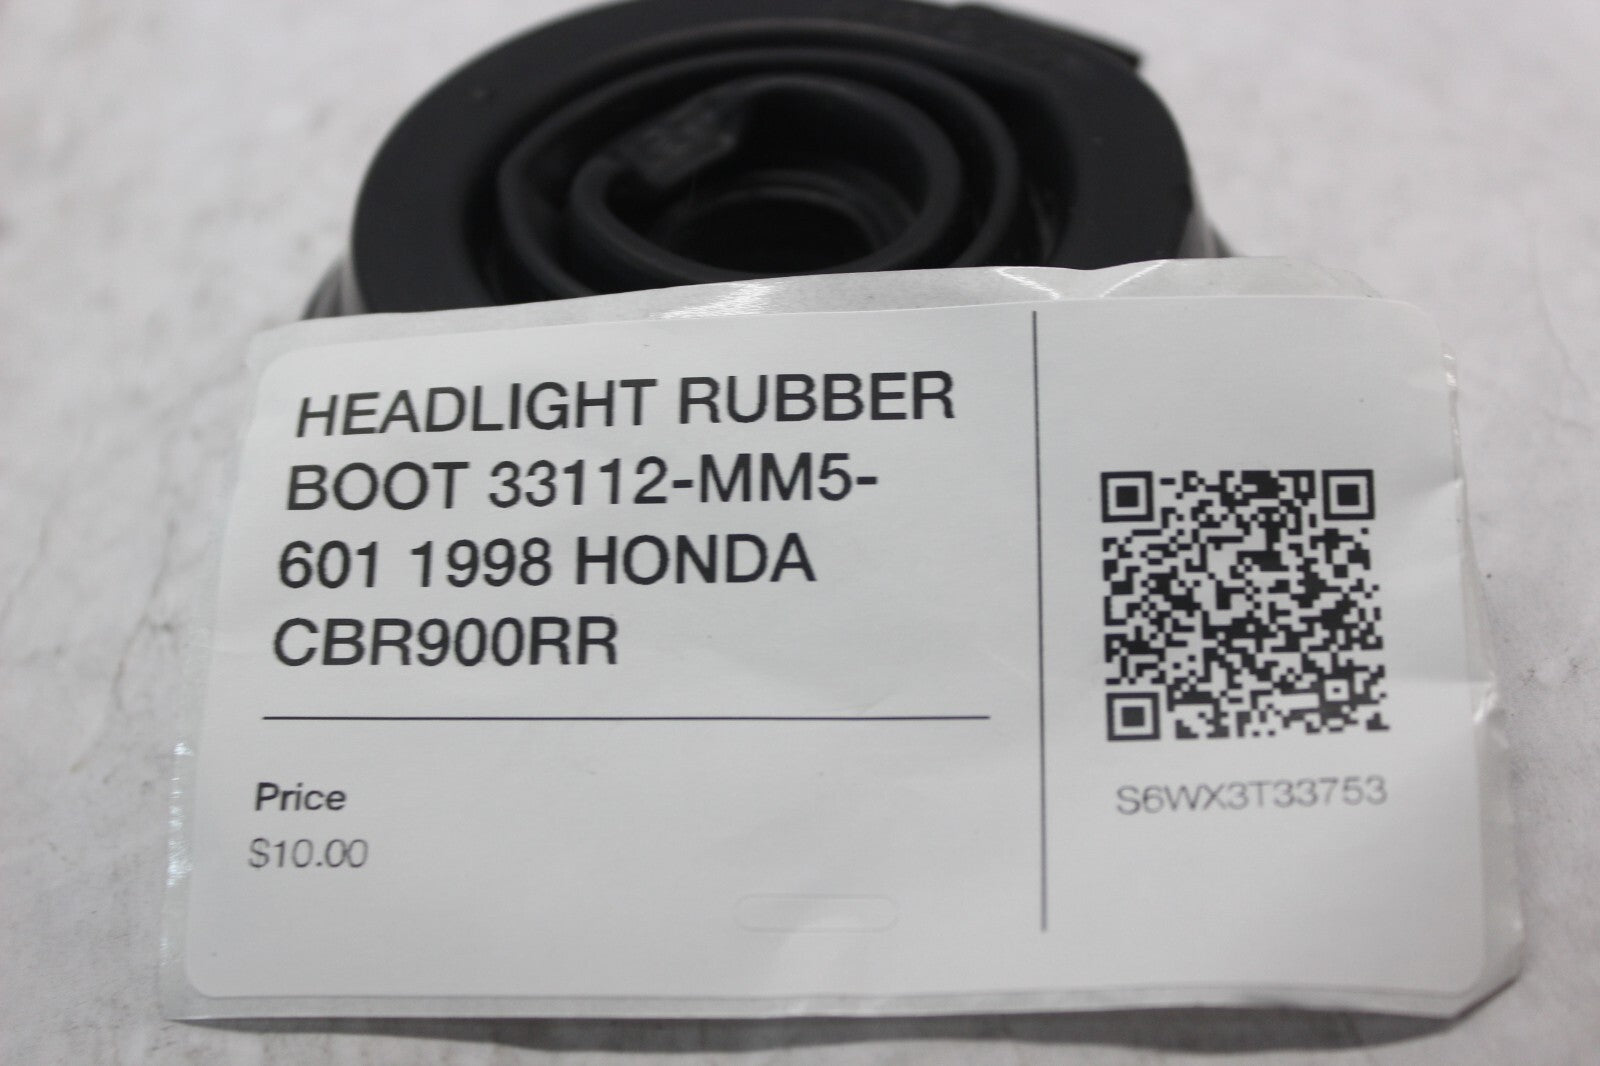 HEADLIGHT RUBBER
BOOT 33112-MM5-
601 1998 HONDA
CBR900RR
Price
$10.00
S6WX3T33753